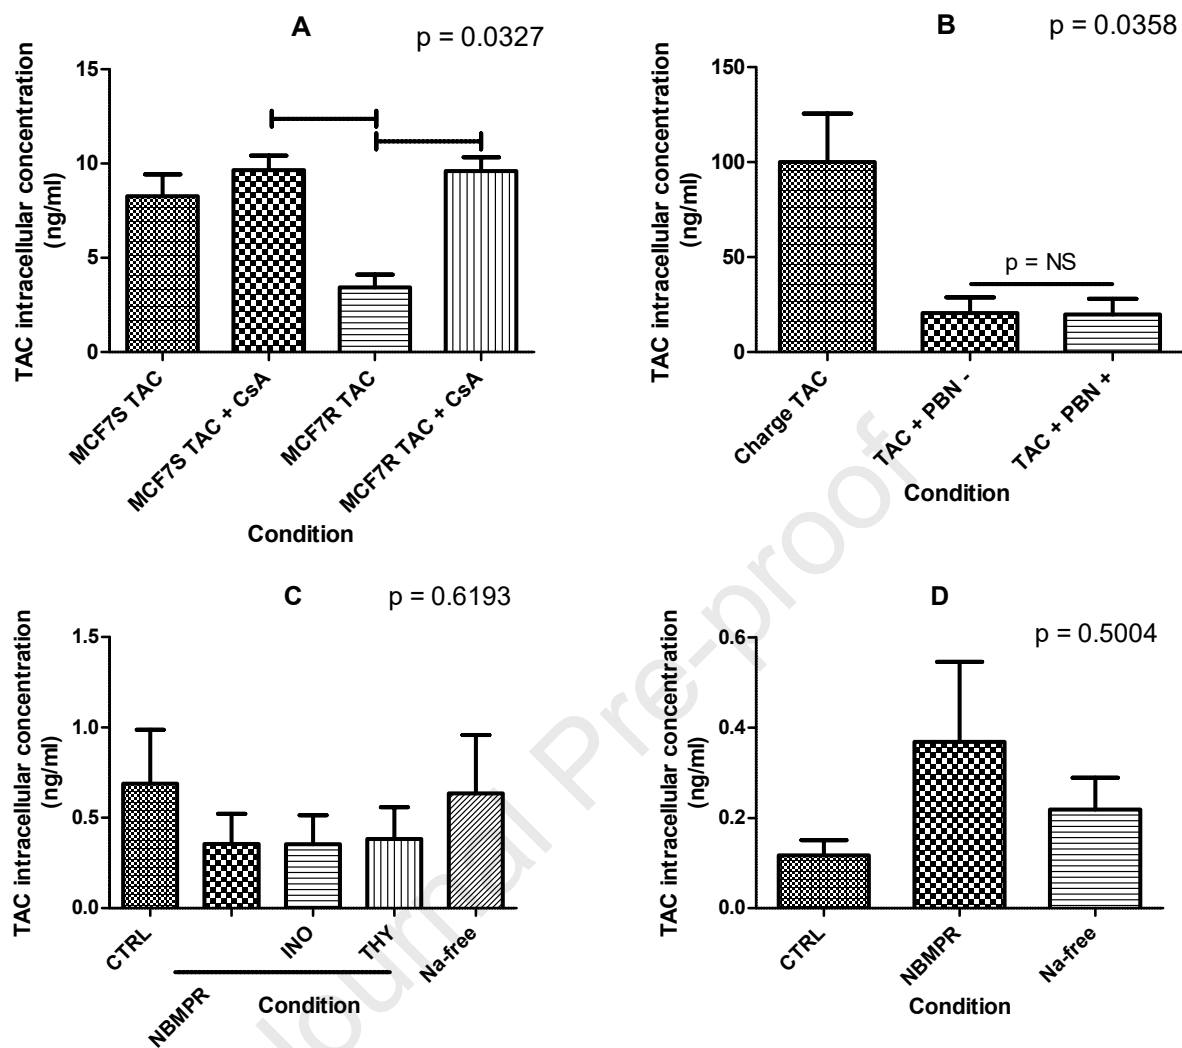 A
p = 0.0327
TAC intracellular concentration
(ng/ml)
15
10
5
0
MCF7S TAC
MCF7S TAC + CsA
MCF7R TAC
MCF7R TAC + CsA
Condition
B
p = 0.0358
TAC intracellular concentration
(ng/ml)
150
100
50
0
p = NS
Charge TAC
TAC + PBN -
TAC + PBN +
Condition
C
p = 0.6193
TAC intracellular concentration
(ng/ml)
1.5
1.0
0.5
0.0
CTRL
INO
THY
Na-free
NBMPR
Condition
D
p = 0.5004
TAC intracellular concentration
(ng/ml)
0.6
0.4
0.2
0.0
CTRL
NBMPR
Na-free
Condition
Journal Pre-proof